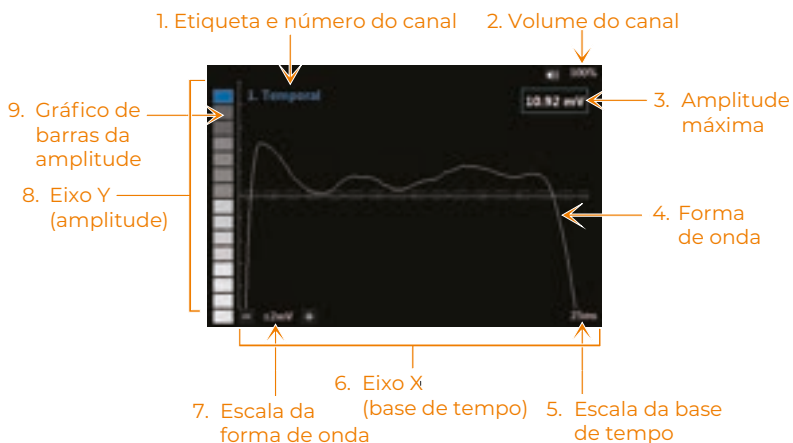 1. Etiqueta e número do canal
2. Volume do canal
100%
1. Temporal
10.92 mV
3. Amplitude
máxima
9. Gráfico de
barras da
amplitude
8. Eixo Y
(amplitude)
4. Forma
de onda
±2mV
25ms
6. Eixo X
(base de tempo)
7. Escala da
forma de onda
5. Escala da base
de tempo